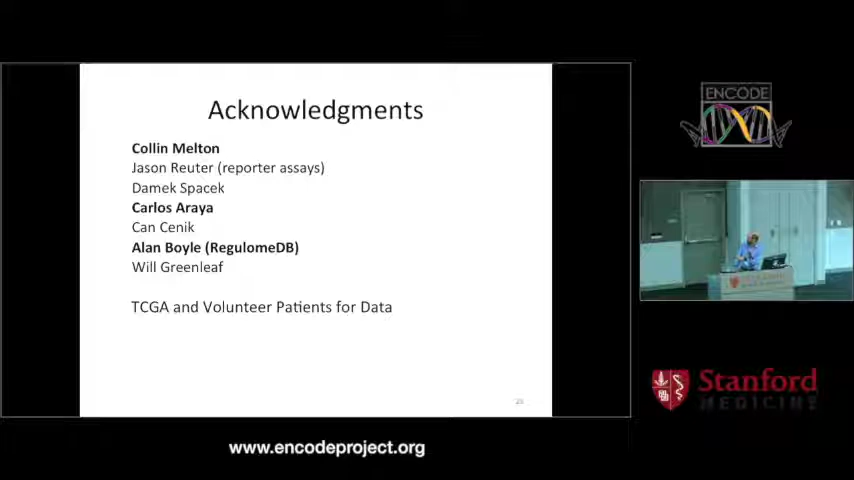 Acknowledgments
Collin Melton
Jason Reuter (reporter assays)
Damek Spacek
Carlos Araya
Can Cenik
Alan Boyle (RegulomeDB)
Will Greenleaf
TCGA and Volunteer Patients for Data
ENCODE
Stanford
MEDICINE
www.encodeproject.org